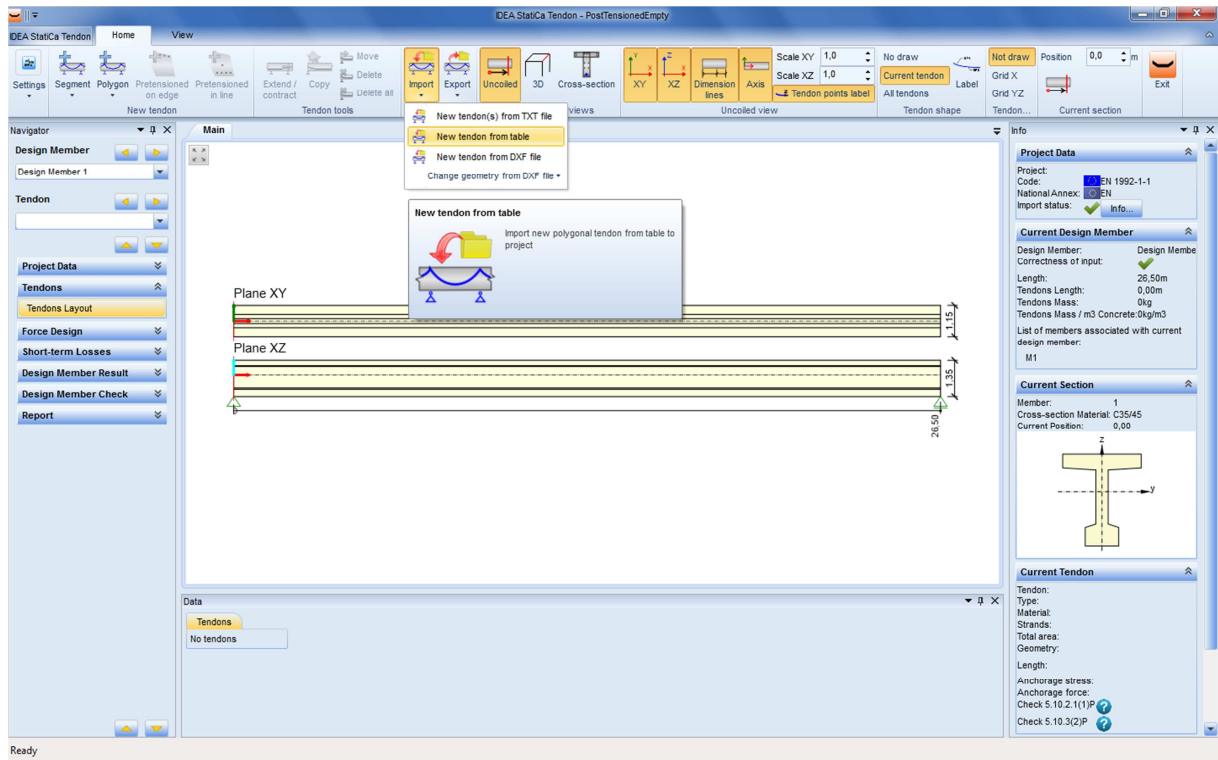 IDEA StatiCa Tendon - PostTensionedEmpty
IDEA StatiCa Tendon Home View
Settings
Segment Polygon Pretensioned on edge Pretensioned in line
New tendon
Extend / contract Copy Move Delete Delete all
Tendon tools
Import Export
Uncoiled 3D Cross-section
views
XY XZ Dimension lines Axis
Scale XY 1,0
Scale XZ 1,0
Tendon points label
Uncoiled view
No draw
Current tendon
All tendons
Label
Tendon shape
Not draw
Grid X
Grid YZ
Tendon...
Position 0,0 m
Current section
Exit
New tendon(s) from TXT file
New tendon from table
New tendon from DXF file
Change geometry from DXF file
New tendon from table
Import new polygonal tendon from table to
project
Navigator
Design Member
Design Member 1
Tendon
Project Data
Tendons
Tendons Layout
Force Design
Short-term Losses
Design Member Result
Design Member Check
Report
Main
Plane XY
1,15
Plane XZ
1,35
26,50
Data
Tendons
No tendons
Info
Project Data
Project:
Code: EN 1992-1-1
National Annex: EN
Import status: Info...
Current Design Member
Design Member: Design Membe
Correctness of input:
Length: 26,50m
Tendons Length: 0,00m
Tendons Mass: 0kg
Tendons Mass / m3 Concrete:0kg/m3
List of members associated with current
design member:
M1
Current Section
Member: 1
Cross-section Material: C35/45
Current Position: 0,00
z
y
Current Tendon
Tendon:
Type:
Material:
Strands:
Total area:
Geometry:
Length:
Anchorage stress:
Anchorage force:
Check 5.10.2.1(1)P ?
Check 5.10.3(2)P ?
Ready